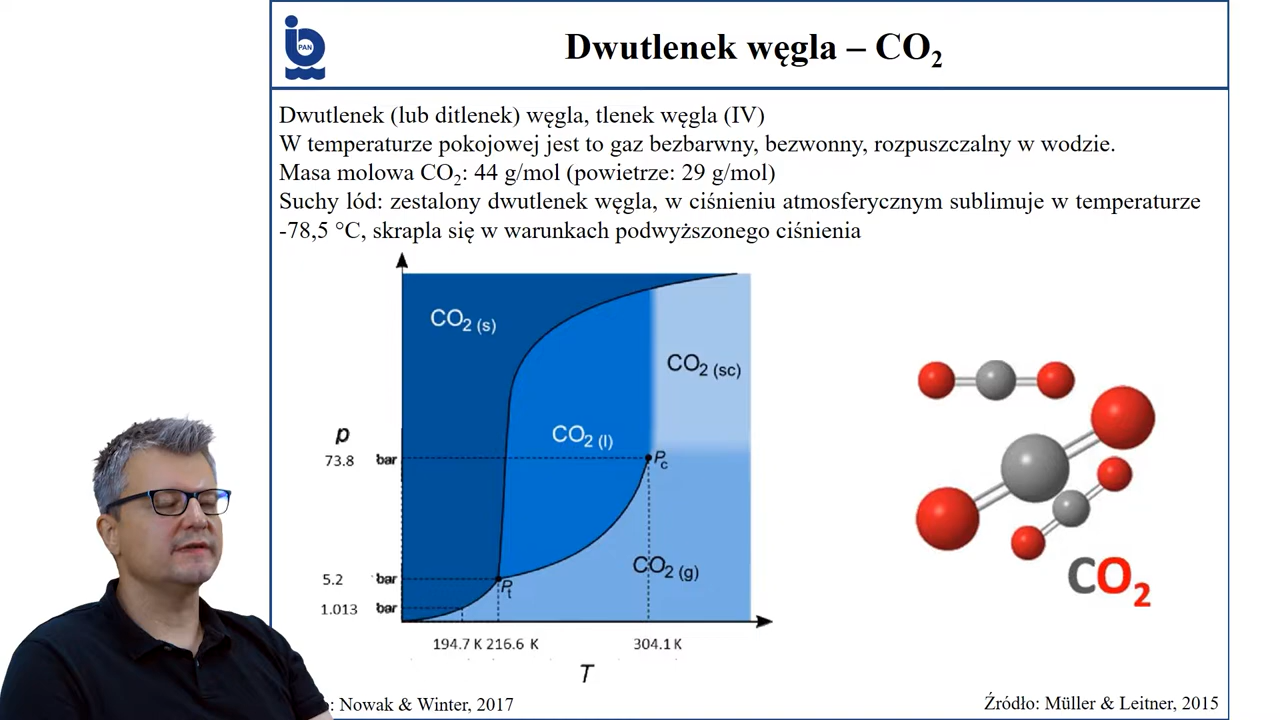 PAN
Dwutlenek węgla – CO₂
Dwutlenek (lub ditlenek) węgla, tlenek węgla (IV)
W temperaturze pokojowej jest to gaz bezbarwny, bezwonny, rozpuszczalny w wodzie.
Masa molowa CO₂: 44 g/mol (powietrze: 29 g/mol)
Suchy lód: zestalony dwutlenek węgla, w ciśnieniu atmosferycznym sublimuje w temperaturze
-78,5 °C, skrapla się w warunkach podwyższonego ciśnienia
CO₂ (s)
CO₂ (sc)
CO₂ (l)
p
73.8 bar
Pc
CO₂ (g)
5.2 bar
Pt
1.013 bar
194.7 K 216.6 K 304.1 K
T
CO₂
: Nowak & Winter, 2017
Źródło: Müller & Leitner, 2015